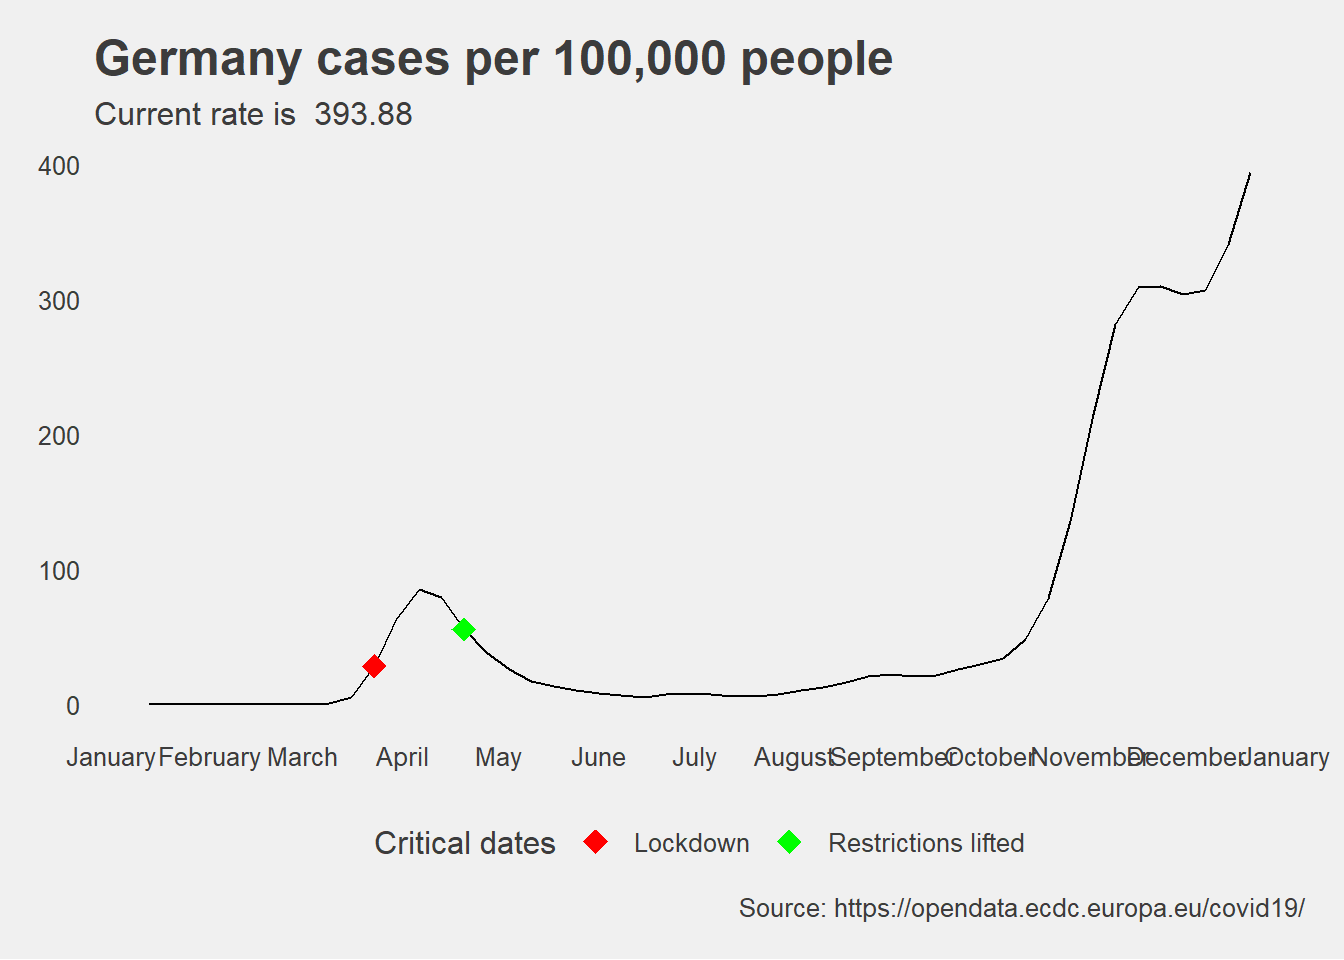 Germany cases per 100,000 people
Current rate is  393.88
400
300
200
100
0
January February March April May June July August September October November December January
Critical dates Lockdown Restrictions lifted
Source: https://opendata.ecdc.europa.eu/covid19/